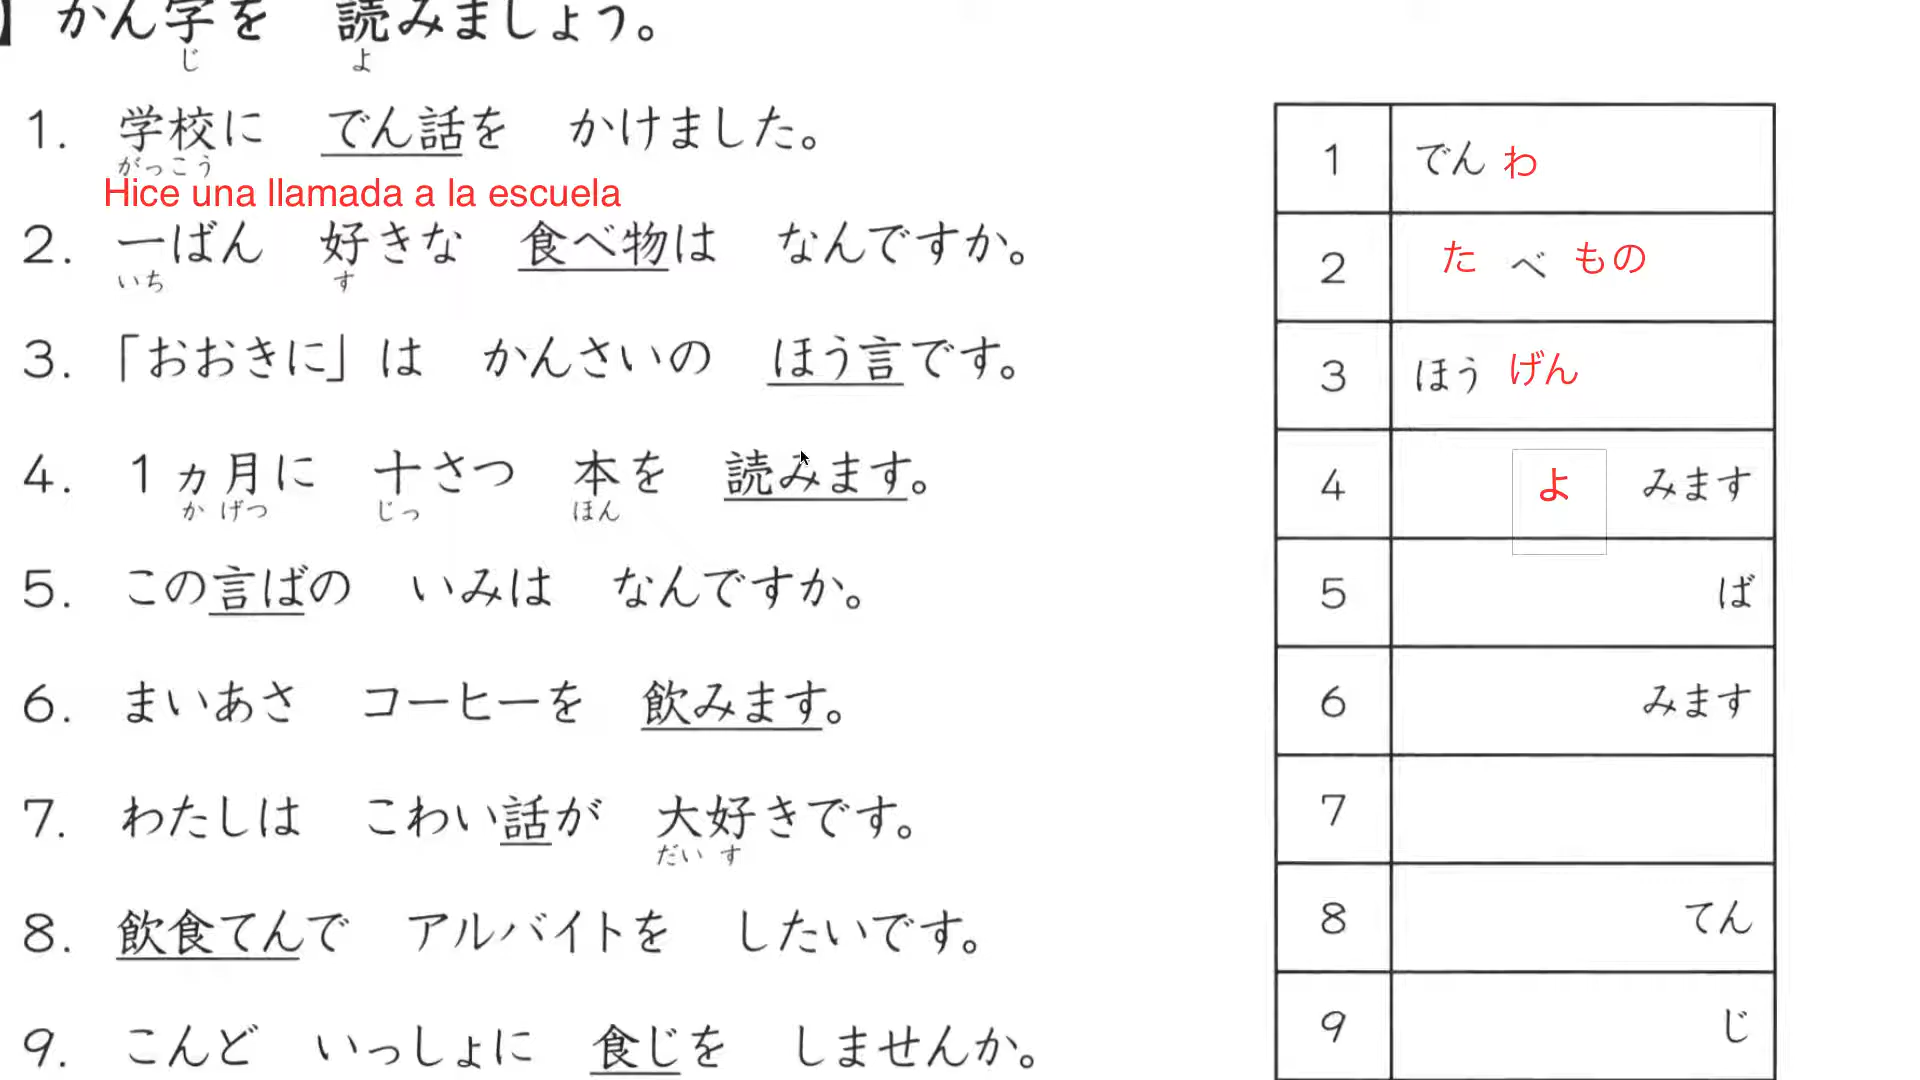 】かん字を 読みましょう。
じ よ
1. 学校に でん話を かけました。
がっこう
Hice una llamada a la escuela
2. 一ばん 好きな 食べ物は なんですか。
いち す
3. 「おおきに」は かんさいの ほう言です。
4. 1ヵ月に 十さつ 本を 読みます。
か げつ じっ ほん
5. この言ばの いみは なんですか。
6. まいあさ コーヒーを 飲みます。
7. わたしは こわい話が 大好きです。
だい す
8. 飲食てんで アルバイトを したいです。
9. こんど いっしょに 食じを しませんか。
1 でん わ
2 た べ もの
3 ほう げん
4 よ みます
5 ば
6 みます
7
8 てん
9 じ